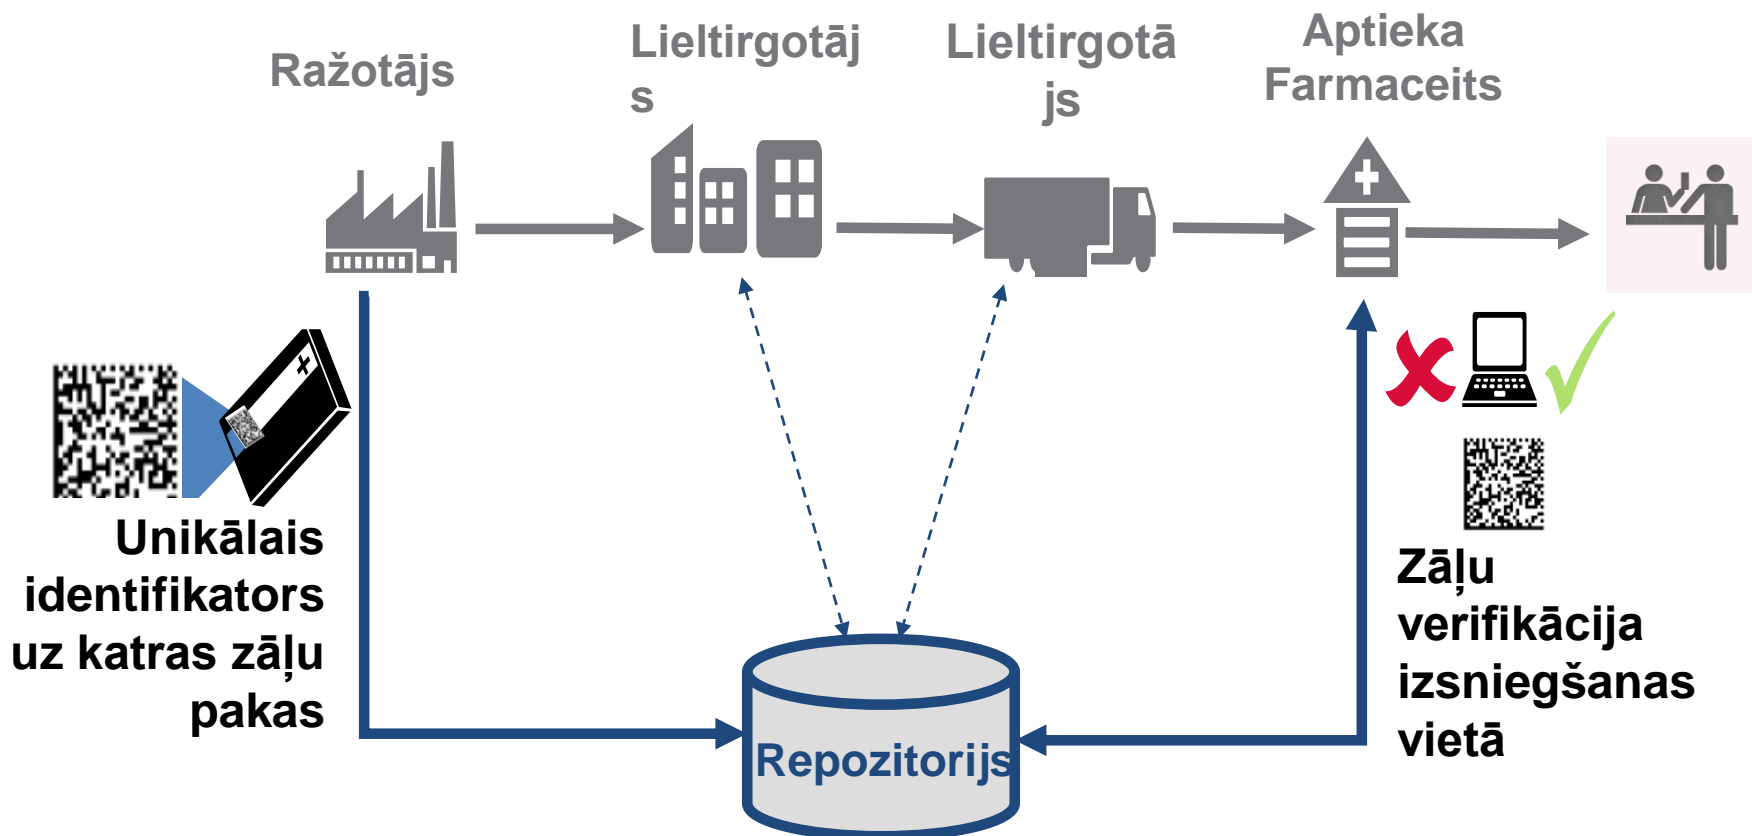 Ražotājs
Lieltirgotāj
s
Lieltirgotā
js
Aptieka
Farmaceits
Unikālais
identifikators
uz katras zāļu
pakas
Zāļu
verifikācija
izsniegšanas
vietā
Repozitorijs